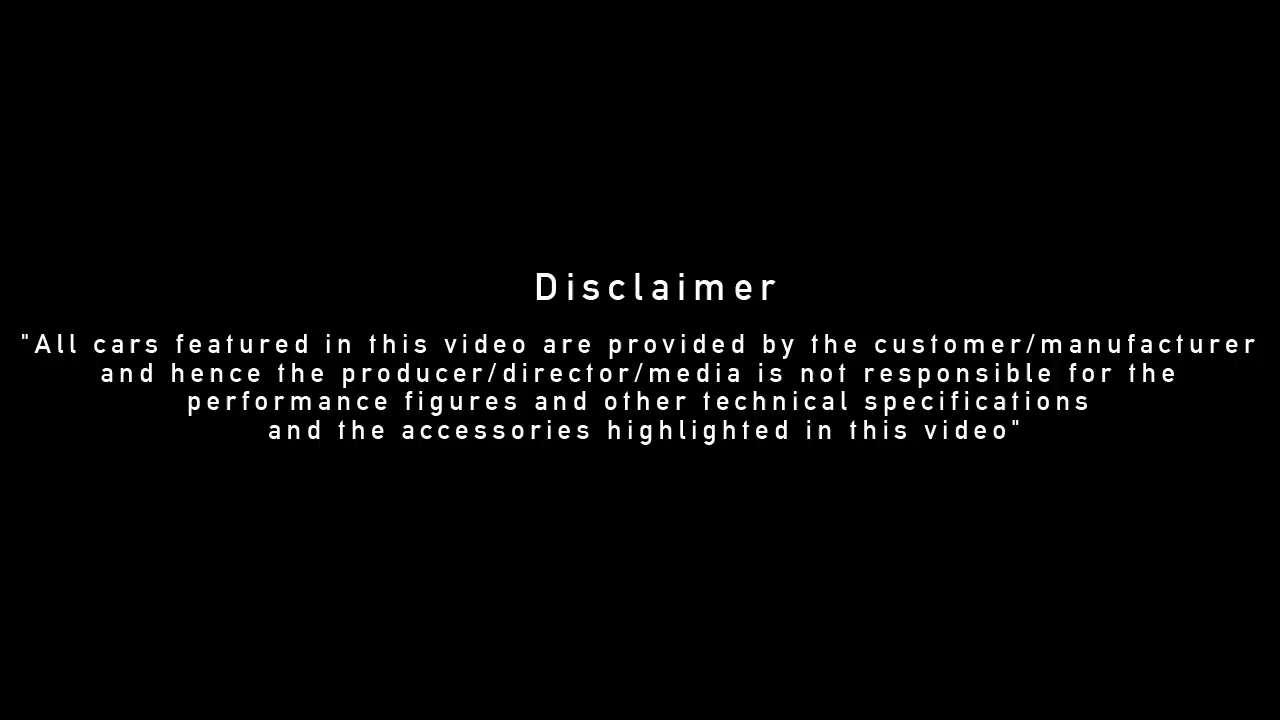 Disclaimer
"All cars featured in this video are provided by the customer/manufacturer
and hence the producer/director/media is not responsible for the
performance figures and other technical specifications
and the accessories highlighted in this video"